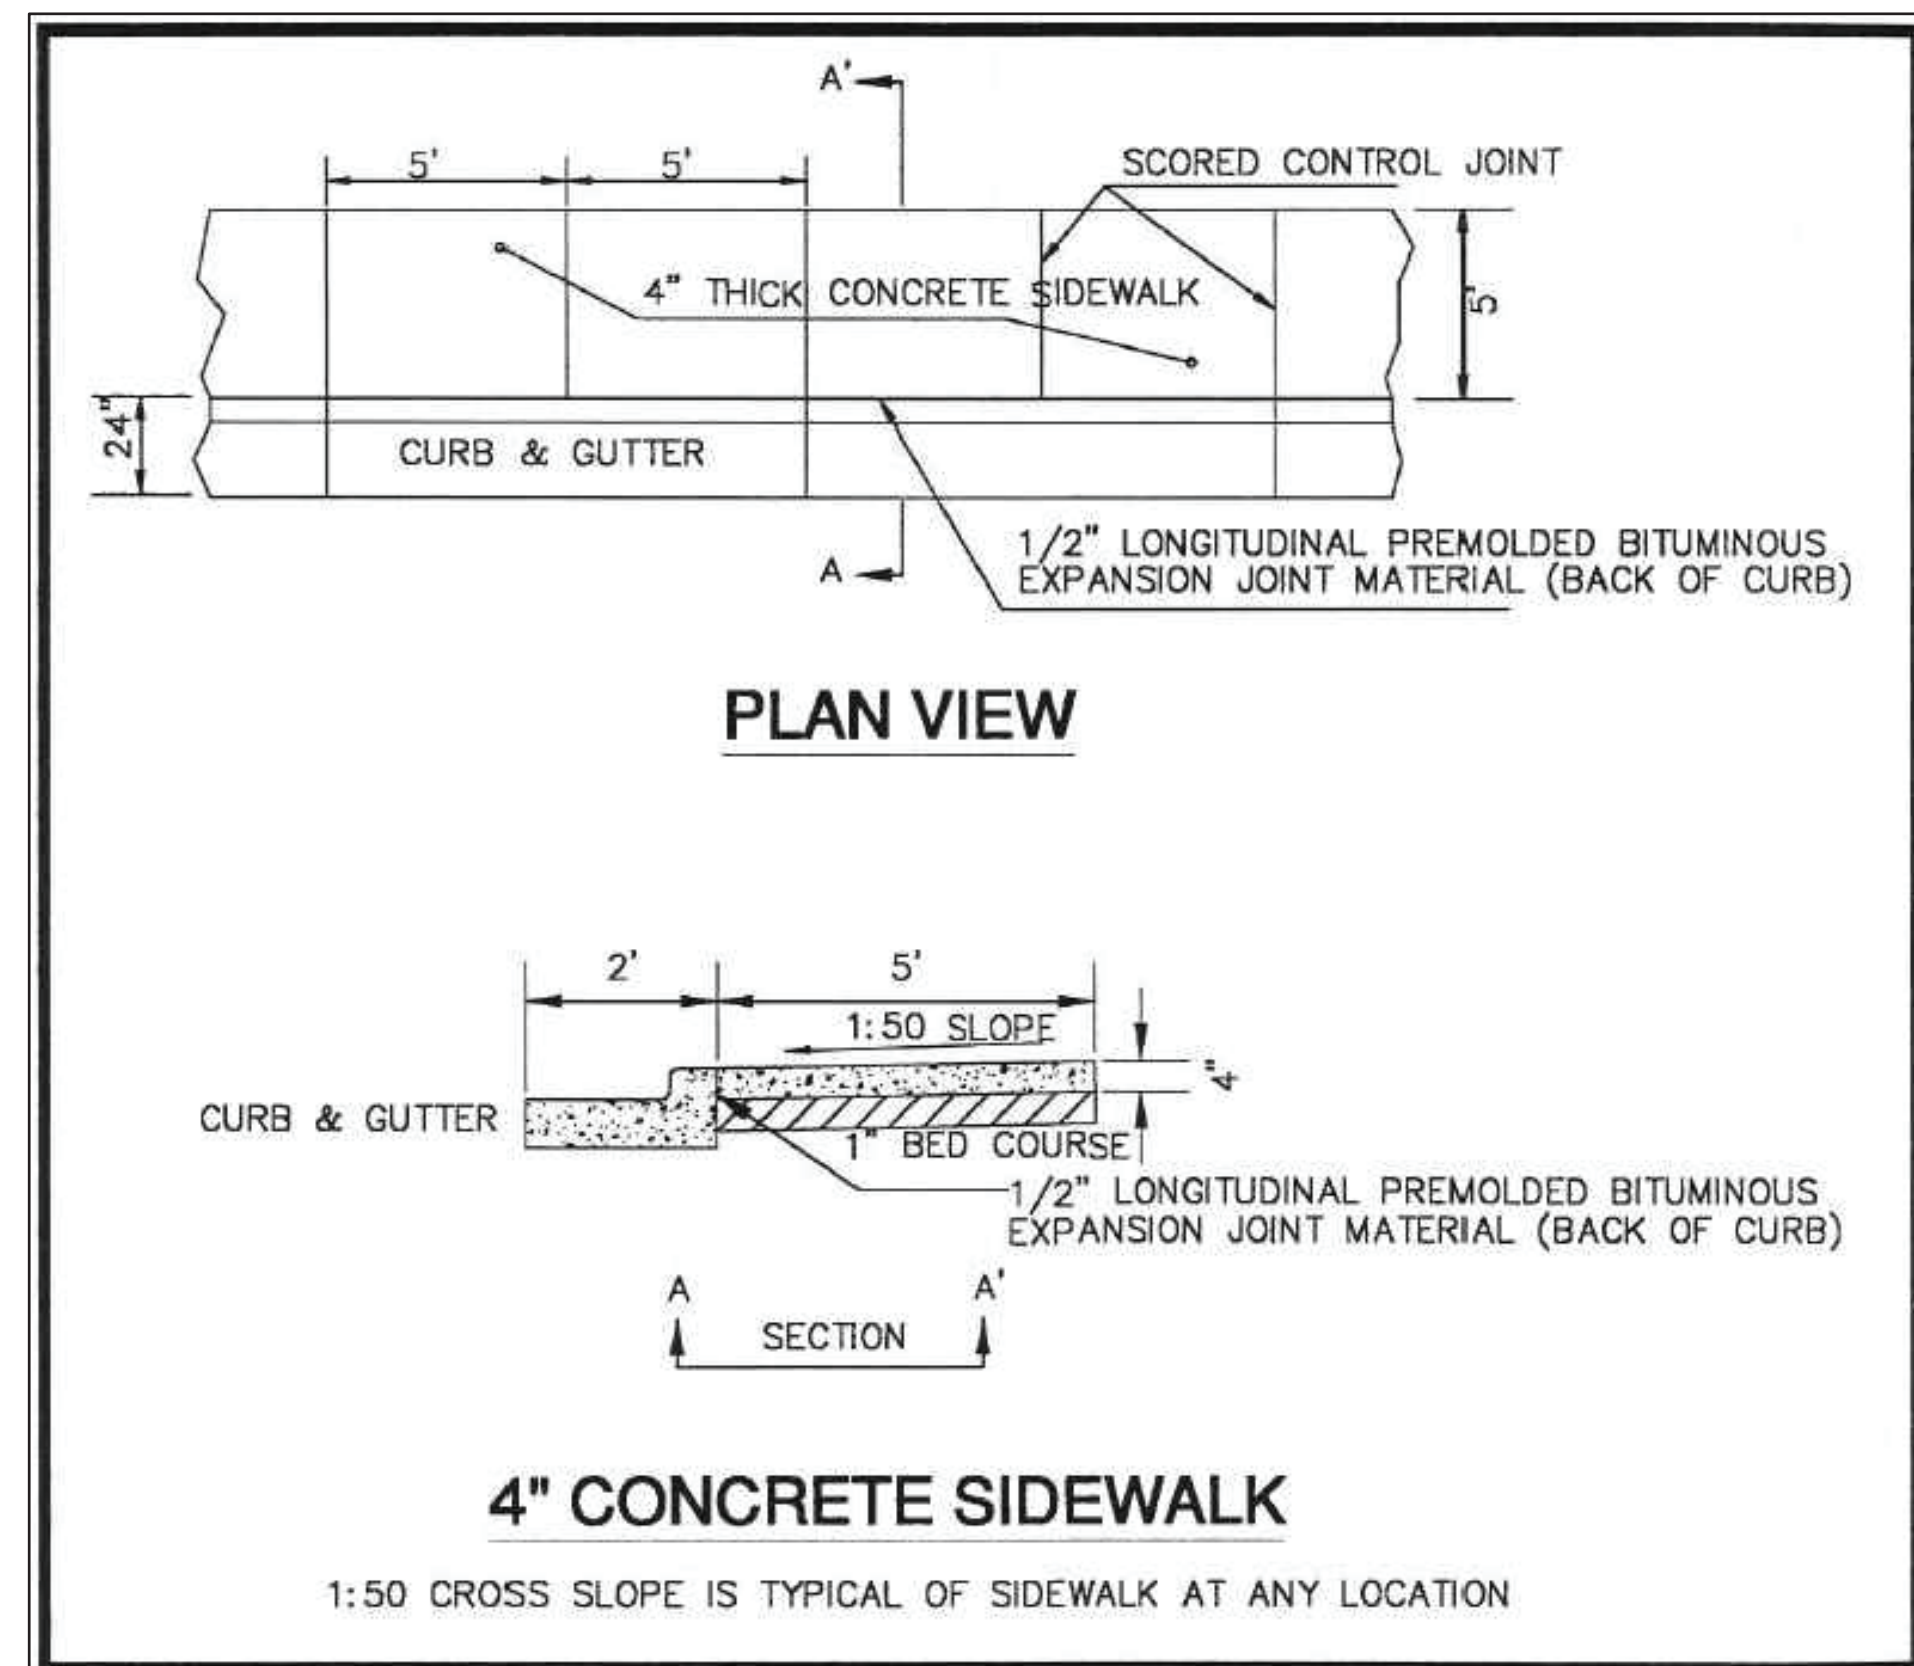 A'
5' 5'
SCORED CONTROL JOINT
4" THICK CONCRETE SIDEWALK
5'
24"
CURB & GUTTER
1/2" LONGITUDINAL PREMOLDED BITUMINOUS
EXPANSION JOINT MATERIAL (BACK OF CURB)
A
PLAN VIEW
2' 5'
1:50 SLOPE
4"
CURB & GUTTER
1" BED COURSE
1/2" LONGITUDINAL PREMOLDED BITUMINOUS
EXPANSION JOINT MATERIAL (BACK OF CURB)
A A'
SECTION
4" CONCRETE SIDEWALK
1:50 CROSS SLOPE IS TYPICAL OF SIDEWALK AT ANY LOCATION